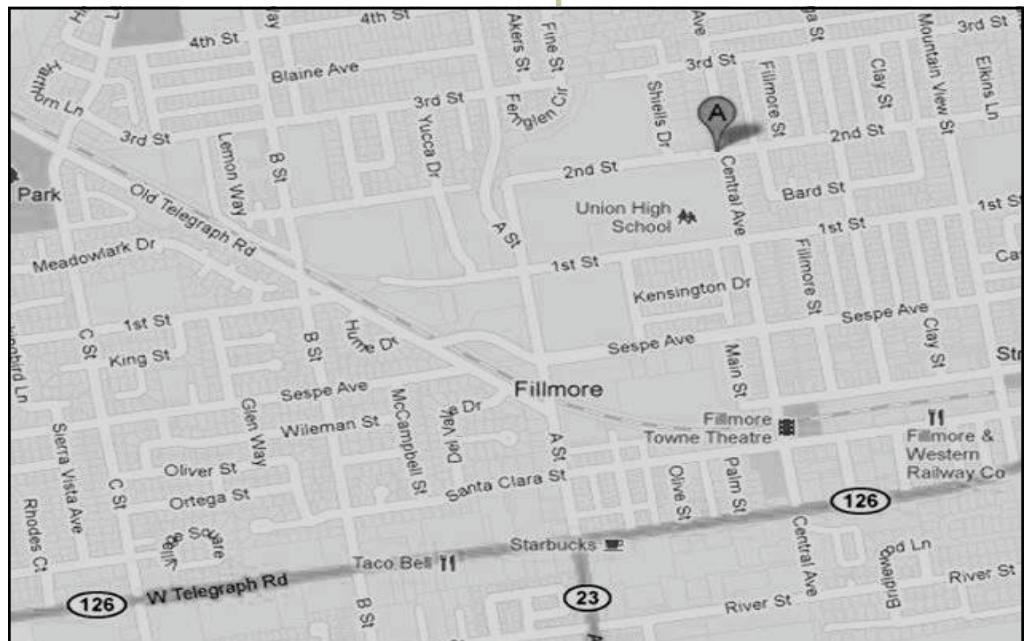 4th St
4th St
3rd St
Way
Akers St
Fine St
Ave
3rd St
Mountain View St
Elkins Ln
Clay St
Fillmore St
Blaine Ave
Hartthorn Ln
3rd St
3rd St
Fernglen Cir
Shiells Dr
A
2nd St
Yucca Dr
Lemon Way
B St
2nd St
Central Ave
Bard St
Park
Old Telegraph Rd
Union High
School
1st St
1st St
A St
Meadowlark Dr
1st St
Kensington Dr
Fillmore St
Sespe Ave
1st St
C St
King St
B St
Hume Dr
Sespe Ave
Main St
Clay St
Sespe Ave
Fillmore
Glen Way
Wileman St
McCampbell St
Del Valle Dr
Fillmore
Towne Theatre
Fillmore &
Western
Railway Co
A St
Sierra Vista Ave
Oliver St
Ortega St
Santa Clara St
Olive St
Palm St
C St
Rhodes Ct
126
Starbucks
Taco Bell
Central Ave
W Telegraph Rd
126
B St
23
River St
River St